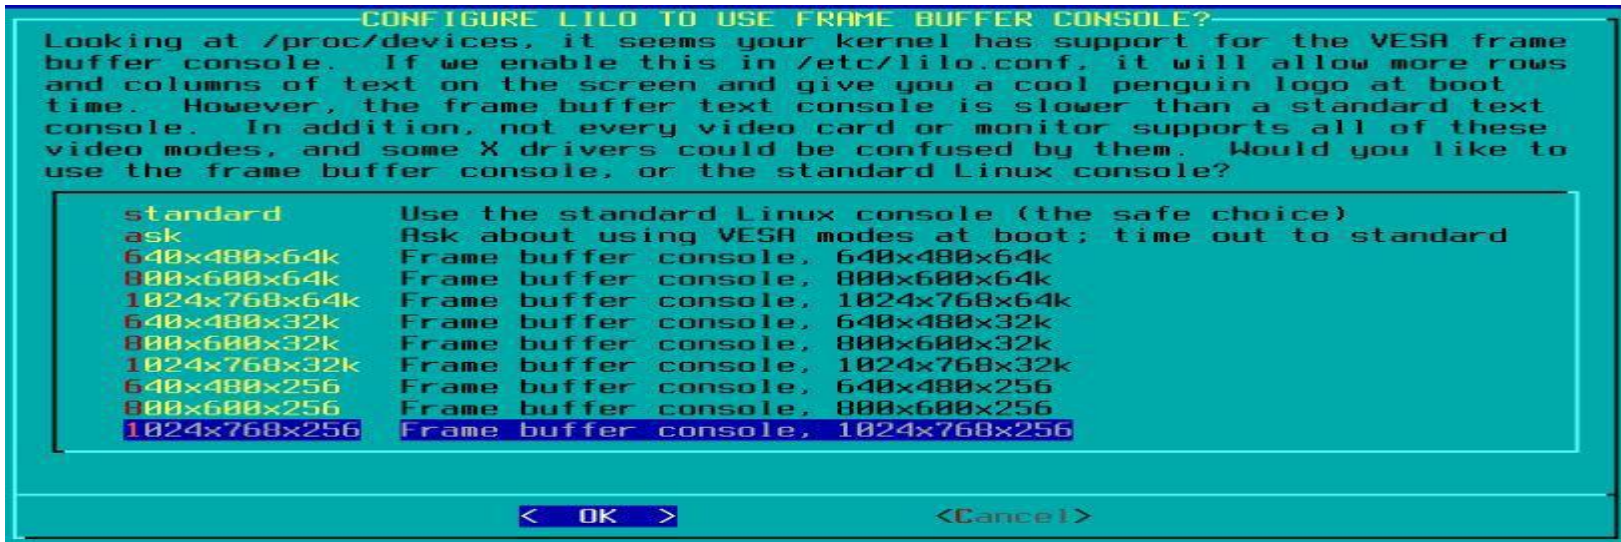 CONFIGURE LILO TO USE FRAME BUFFER CONSOLE?
Looking at /proc/devices, it seems your kernel has support for the VESA frame
buffer console.  If we enable this in /etc/lilo.conf, it will allow more rows
and columns of text on the screen and give you a cool penguin logo at boot
time.  However, the frame buffer text console is slower than a standard text
console.  In addition, not every video card or monitor supports all of these
video modes, and some X drivers could be confused by them.  Would you like to
use the frame buffer console, or the standard Linux console?
standard Use the standard Linux console (the safe choice)
ask Ask about using VESA modes at boot; time out to standard
640x480x64k Frame buffer console, 640x480x64k
800x600x64k Frame buffer console, 800x600x64k
1024x768x64k Frame buffer console, 1024x768x64k
640x480x32k Frame buffer console, 640x480x32k
800x600x32k Frame buffer console, 800x600x32k
1024x768x32k Frame buffer console, 1024x768x32k
640x480x256 Frame buffer console, 640x480x256
800x600x256 Frame buffer console, 800x600x256
1024x768x256 Frame buffer console, 1024x768x256
< OK > <Cancel>